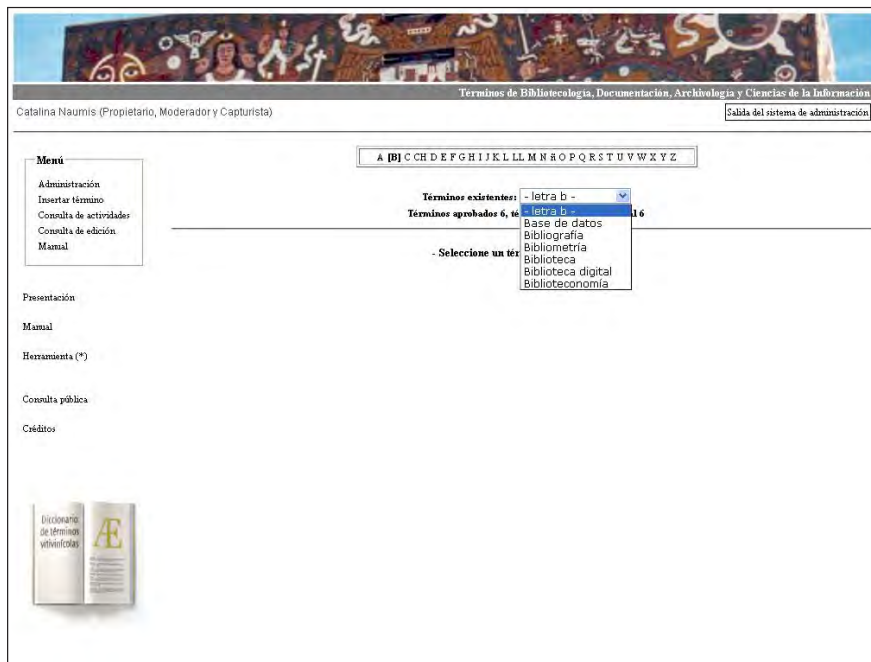 Términos de Bibliotecología, Documentación, Archivología y Ciencias de la Información
Catalina Naumis (Propietario, Moderador y Capturista)
Salida del sistema de administración
Menú
Administración
Insertar término
Consulta de actividades
Consulta de edición
Manual
Presentación
Manual
Herramienta (*)
Consulta pública
Créditos
Diccionario
de términos
vitivinícolas
Æ
A [B] C CH D E F G H I J K L LL M N Ñ O P Q R S T U V W X Y Z
Términos existentes: - letra b -
Términos aprobados 6, té l 6
- Seleccione un tér
- letra b -
Base de datos
Bibliografía
Bibliometría
Biblioteca
Biblioteca digital
Biblioteconomía